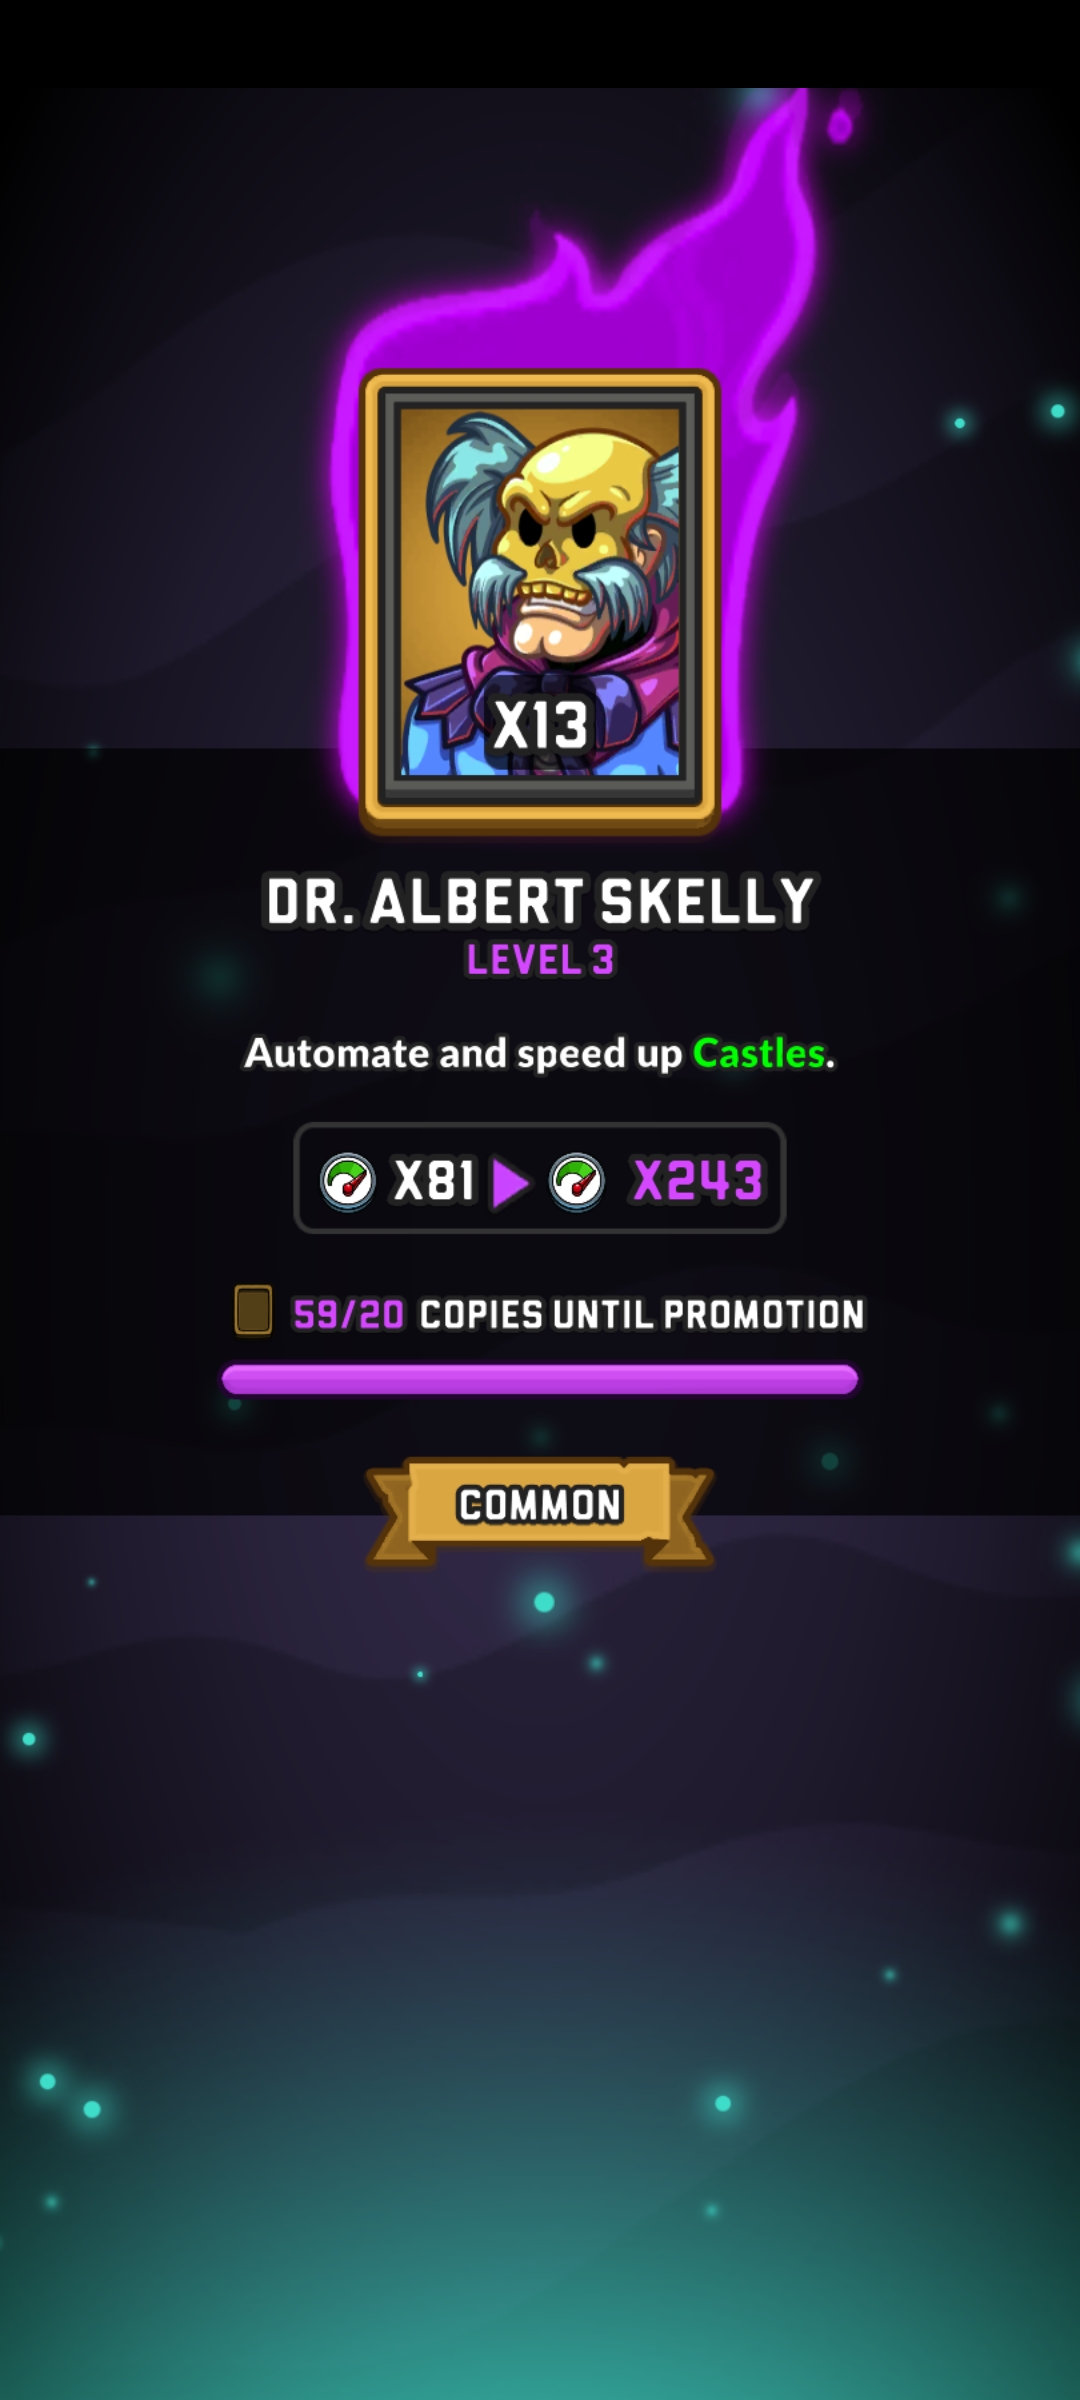 X13
DR. ALBERT SKELLY
LEVEL 3
Automate and speed up Castles.
X81 X243
59/20 COPIES UNTIL PROMOTION
COMMON